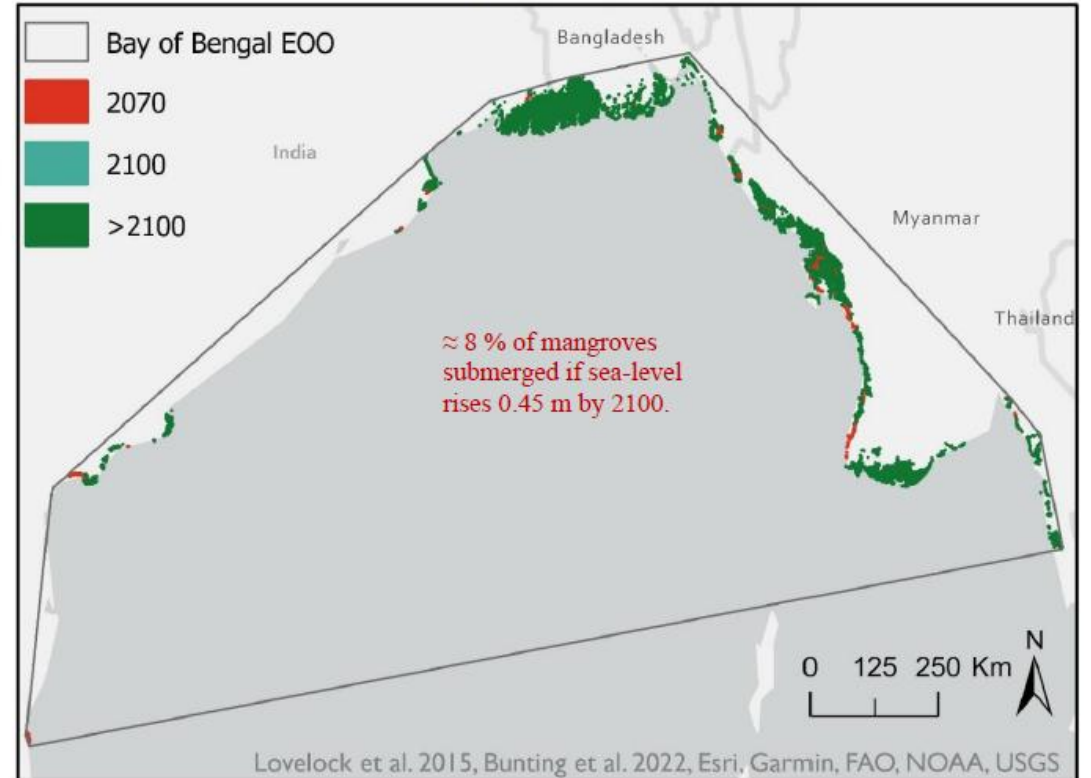 Bay of Bengal EOO
2070
2100
>2100
Bangladesh
India
Myanmar
Thailand
≈ 8 % of mangroves
submerged if sea-level
rises 0.45 m by 2100.
N
0 125 250 Km
Lovelock et al. 2015, Bunting et al. 2022, Esri, Garmin, FAO, NOAA, USGS